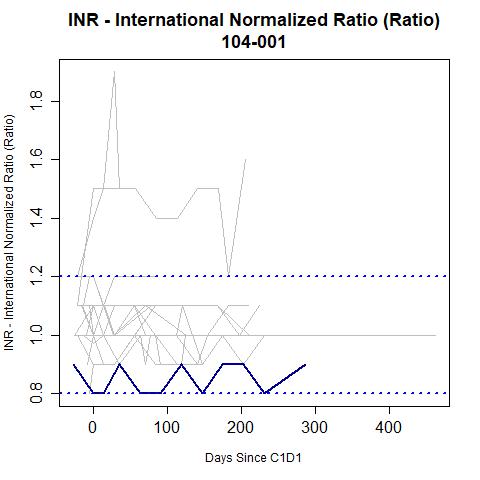 INR - International Normalized Ratio (Ratio)
104-001
INR - International Normalized Ratio (Ratio)
1.8
1.6
1.4
1.2
1.0
0.8
0 100 200 300 400
Days Since C1D1